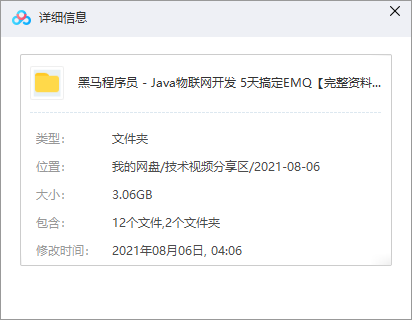 详细信息
黑马程序员 - Java物联网开发 5天搞定EMQ【完整资料...
类型： 文件夹
位置： 我的网盘/技术视频分享区/2021-08-06
大小： 3.06GB
包含： 12个文件,2个文件夹
修改时间： 2021年08月06日, 04:06